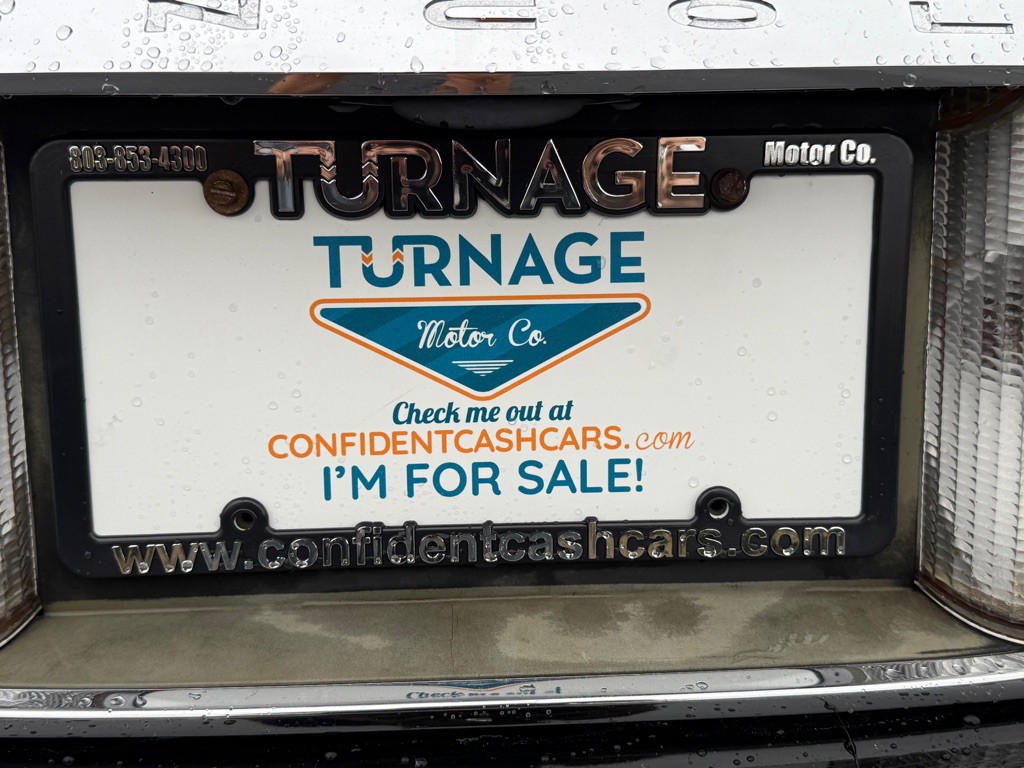 803-853-4300 TURNAGE Motor Co.
TURNAGE
Motor Co.
Check me out at
CONFIDENTCASHCARS.com
I'M FOR SALE!
www.confidentcashcars.com